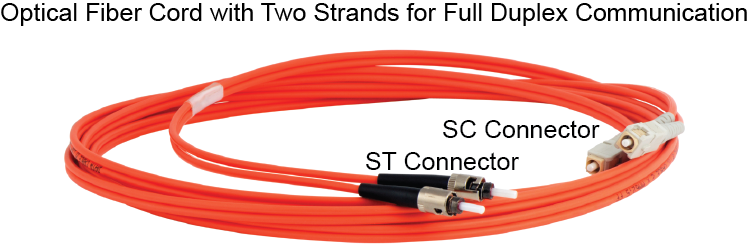 Optical Fiber Cord with Two Strands for Full Duplex Communication
SC Connector
ST Connector